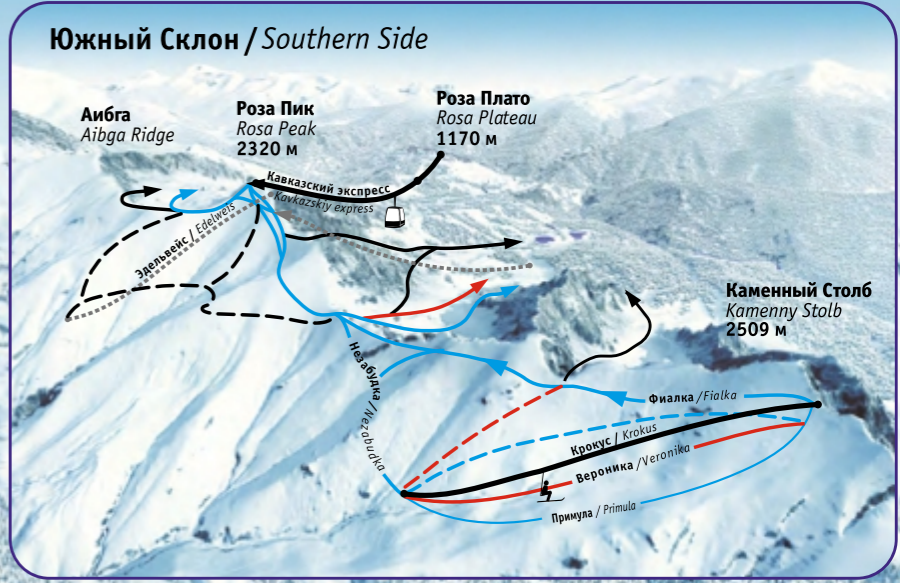 Южный Склон / Southern Side
Аибга
Aibga Ridge
Роза Пик
Rosa Peak
2320 м
Роза Плато
Rosa Plateau
1170 м
Кавказский экспресс
Kavkazskiy express
Эдельвейс / Edelweis
Каменный Столб
Kamenny Stolb
2509 м
Незабудка / Nezabudka
Фиалка / Fialka
Крокус / Krokus
Вероника / Veronika
Примула / Primula